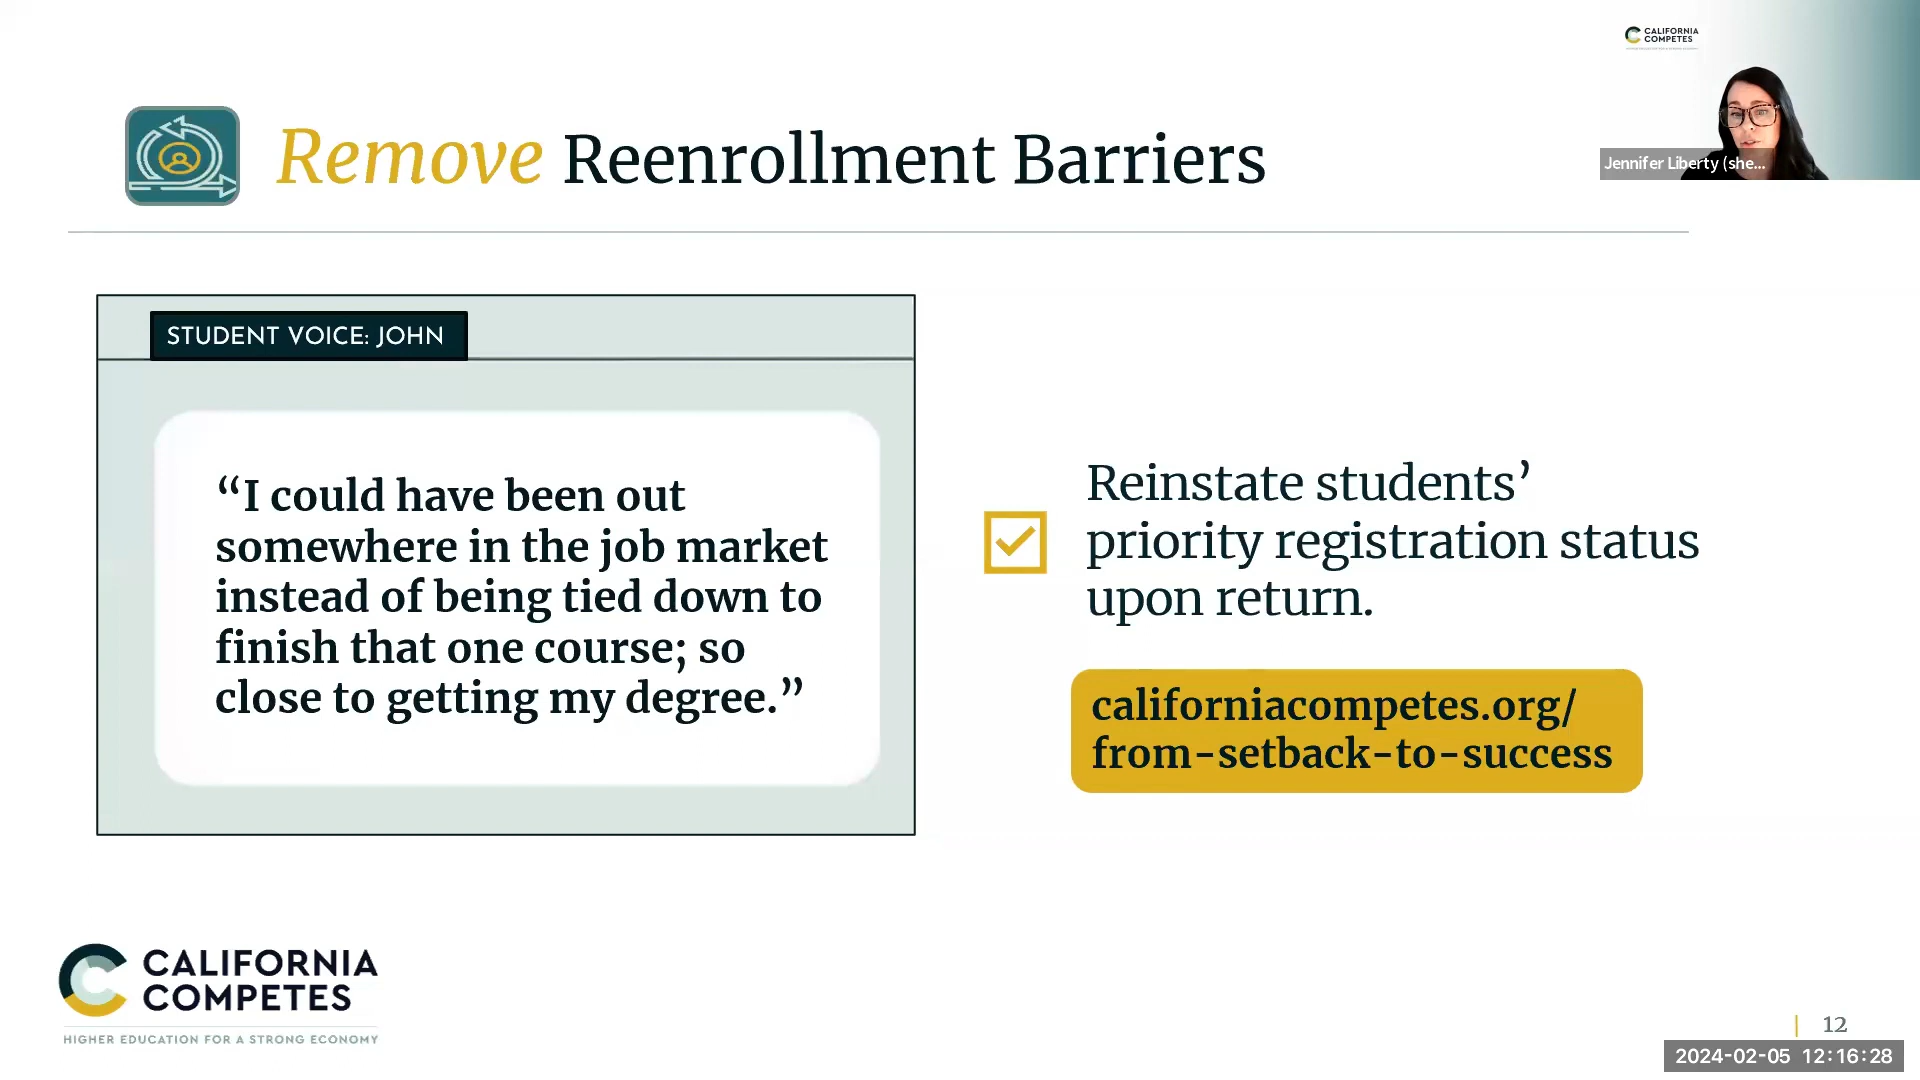 CALIFORNIA
COMPETES
Jennifer Liberty (she...
Remove Reenrollment Barriers
STUDENT VOICE: JOHN
“I could have been out
somewhere in the job market
instead of being tied down to
finish that one course; so
close to getting my degree.”
Reinstate students’
priority registration status
upon return.
californiacompetes.org/
from-setback-to-success
CALIFORNIA
COMPETES
HIGHER EDUCATION FOR A STRONG ECONOMY
12
2024-02-05 12:16:28